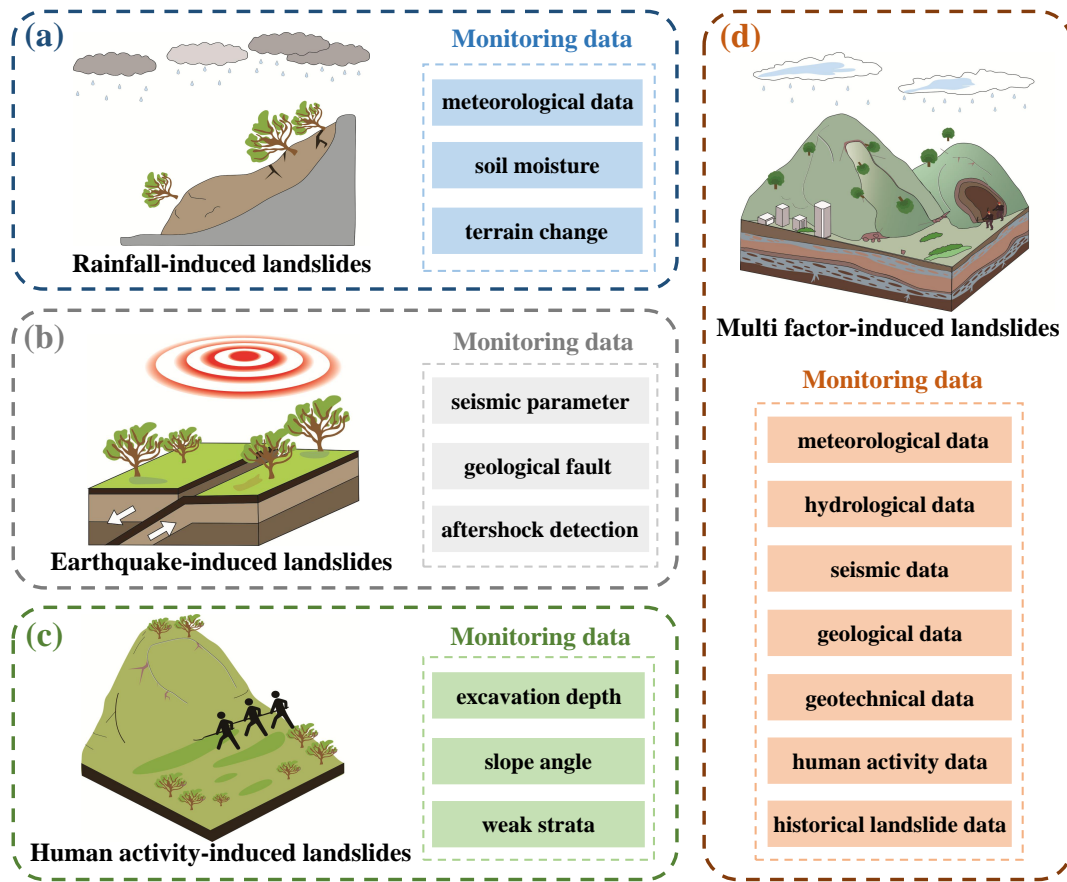 (a)
Monitoring data
meteorological data
soil moisture
terrain change
Rainfall-induced landslides
(b)
Monitoring data
seismic parameter
geological fault
aftershock detection
Earthquake-induced landslides
(c)
Monitoring data
excavation depth
slope angle
weak strata
Human activity-induced landslides
(d)
Multi factor-induced landslides
Monitoring data
meteorological data
hydrological data
seismic data
geological data
geotechnical data
human activity data
historical landslide data